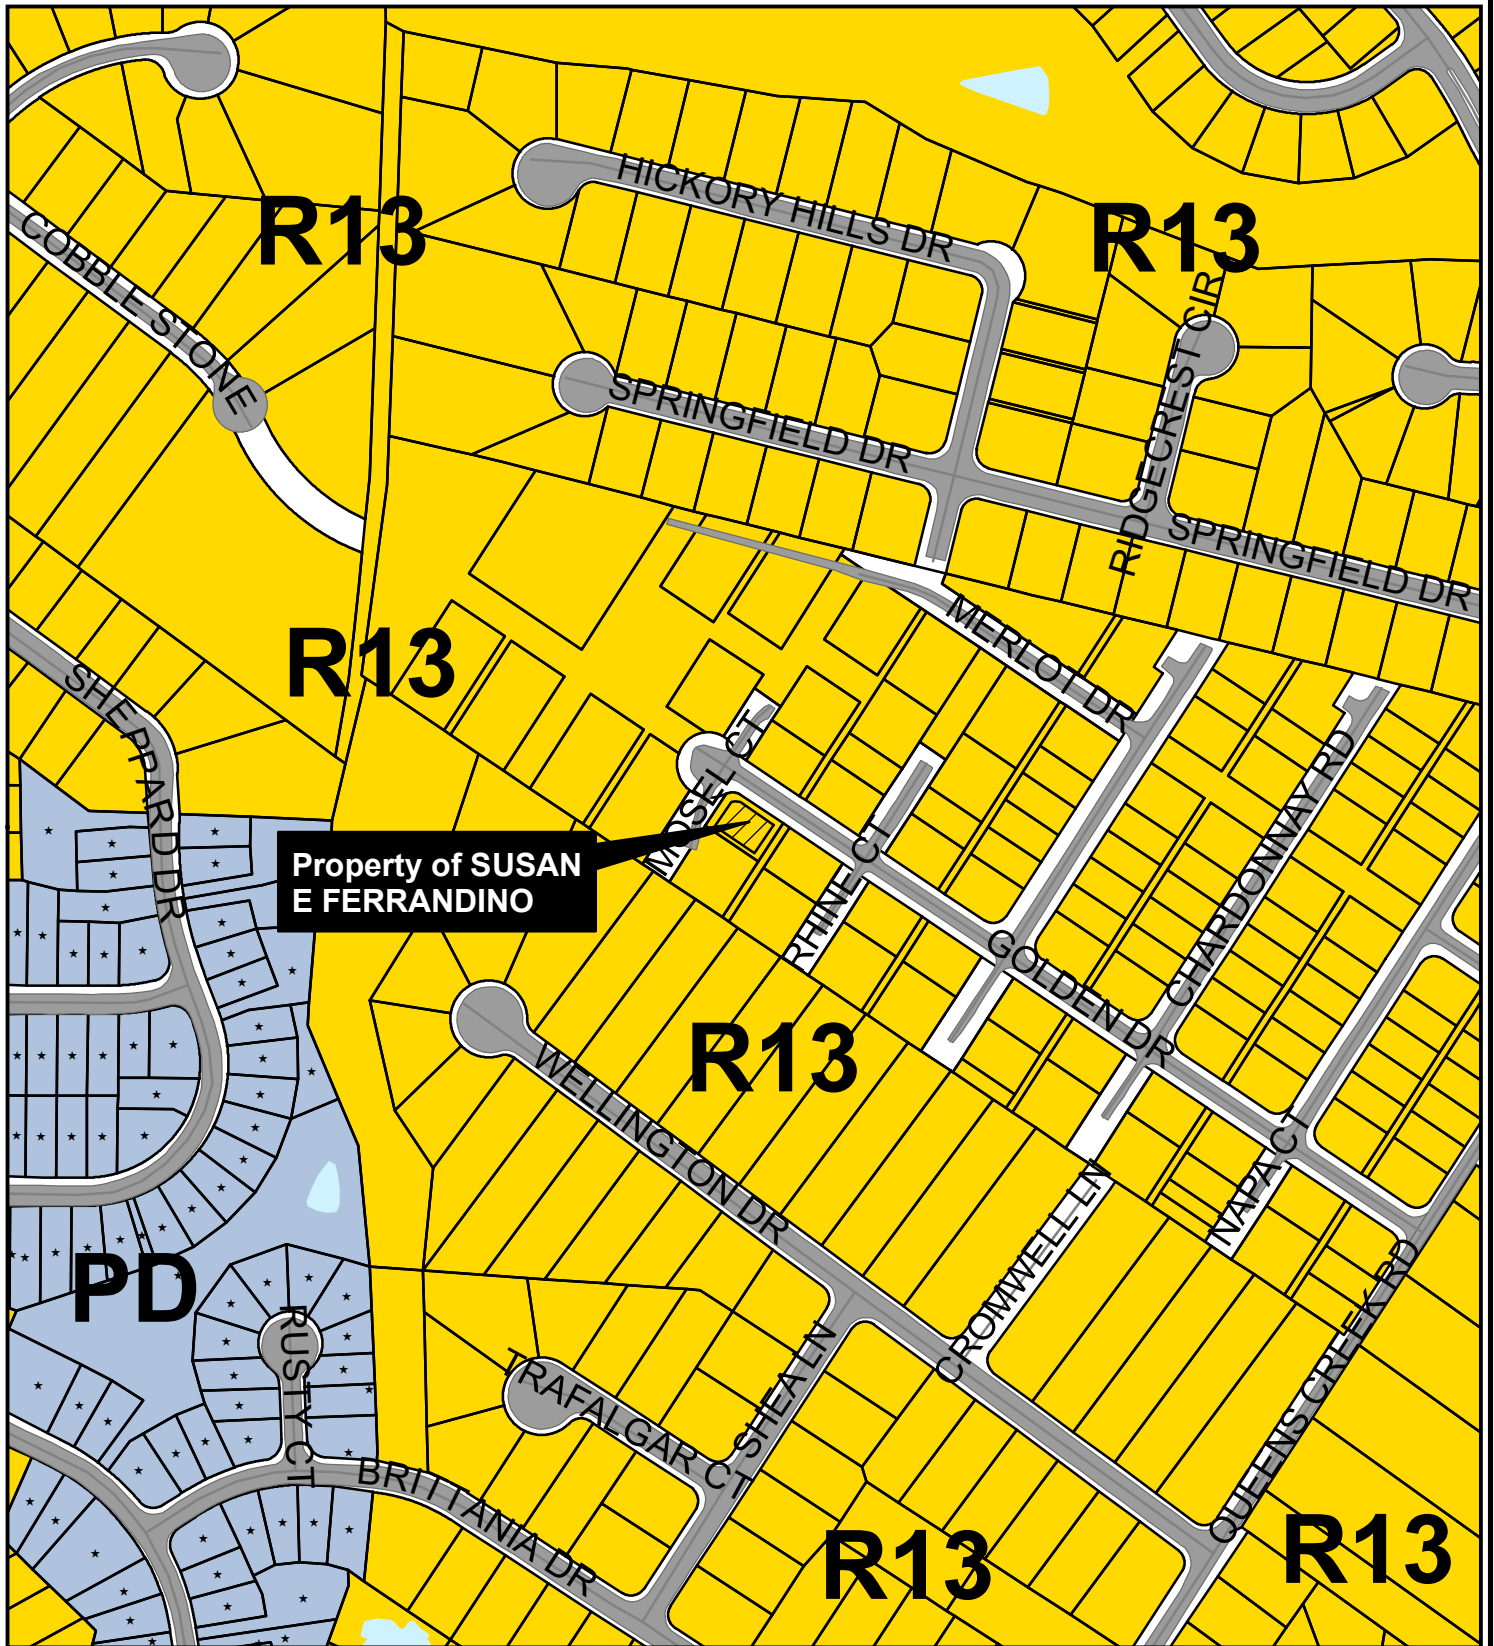 HICKORY HILLS DR
R13
R13
COBBLE STONE
RIDGECREST CIR
SPRINGFIELD DR
SPRINGFIELD DR
MERLOT DR
R13
SHEPPARD DR
MOSEL CT
CHARDONNAY RD
Property of SUSAN
E FERRANDINO
RHINE CT
GOLDEN DR
R13
WELLINGTON DR
NAPA CT
CROMWELL LN
PD
QUEENS CREEK RD
RUSTY CT
TRAFALGAR CT
SHEA LN
BRITTANIA DR
R13
R13